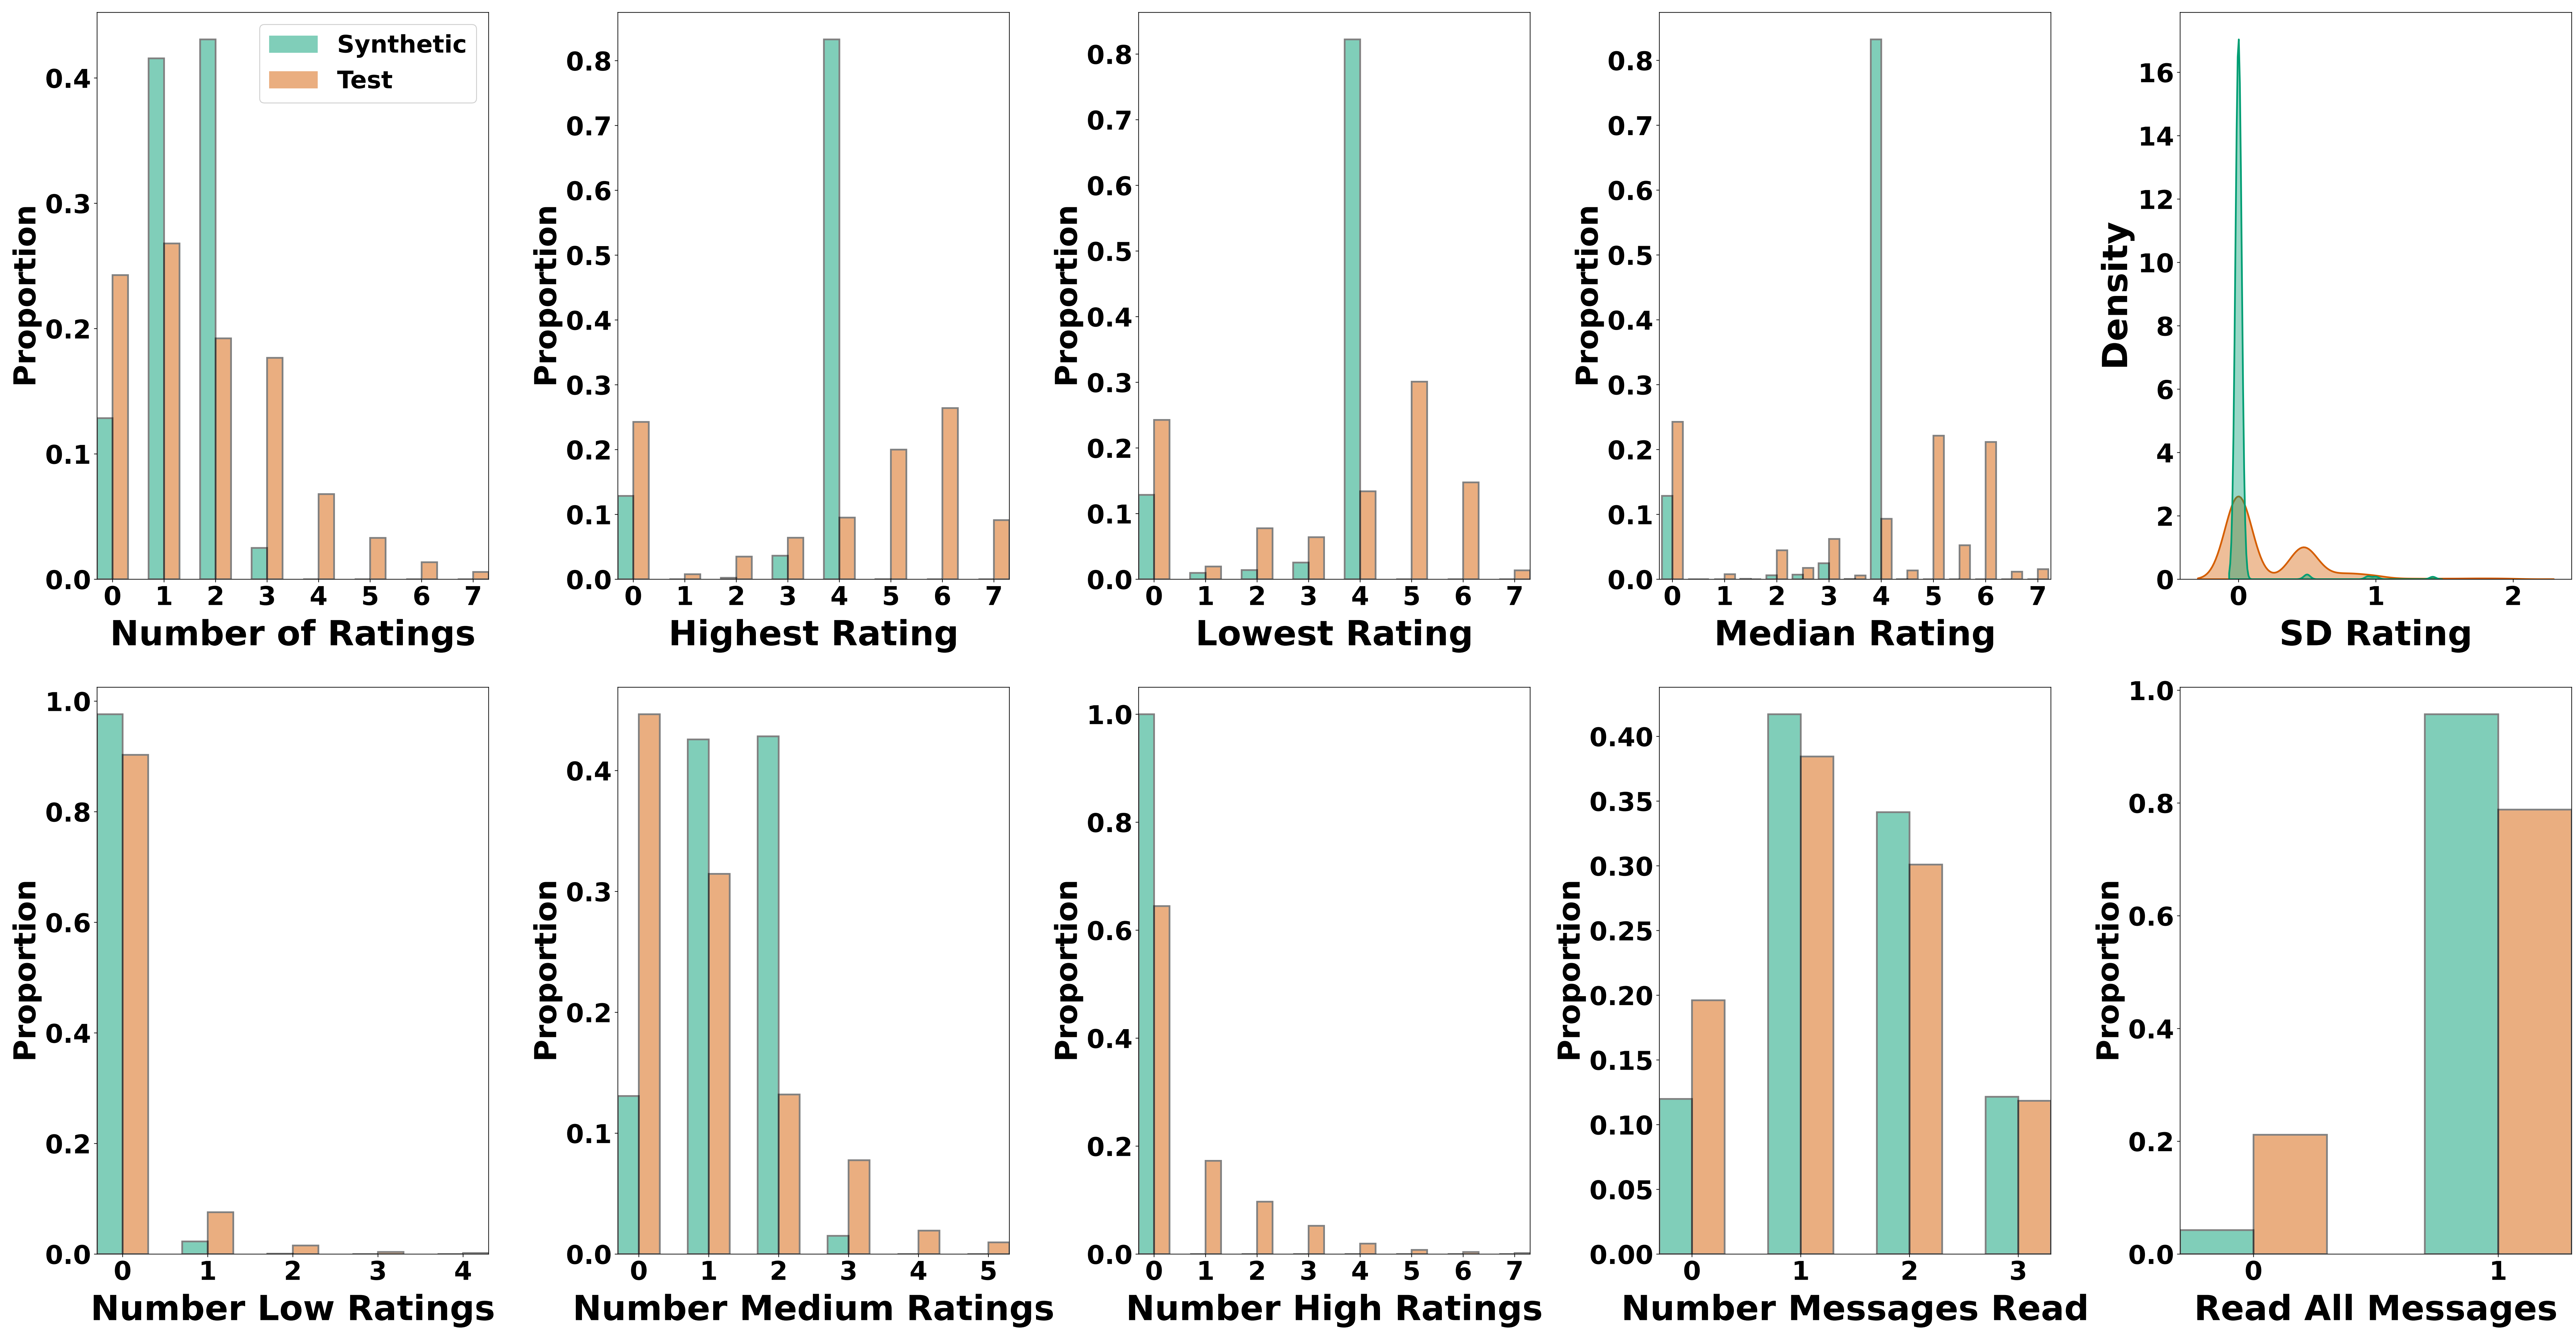 Synthetic
Test
Proportion
0.4
0.3
0.2
0.1
0.0
0 1 2 3 4 5 6 7
Number of Ratings
Proportion
0.8
0.7
0.6
0.5
0.4
0.3
0.2
0.1
0.0
0 1 2 3 4 5 6 7
Highest Rating
Proportion
0.8
0.7
0.6
0.5
0.4
0.3
0.2
0.1
0.0
0 1 2 3 4 5 6 7
Lowest Rating
Proportion
0.8
0.7
0.6
0.5
0.4
0.3
0.2
0.1
0.0
0 1 2 3 4 5 6 7
Median Rating
Density
16
14
12
10
8
6
4
2
0
0 1 2
SD Rating
Proportion
1.0
0.8
0.6
0.4
0.2
0.0
0 1 2 3 4
Number Low Ratings
Proportion
0.4
0.3
0.2
0.1
0.0
0 1 2 3 4 5
Number Medium Ratings
Proportion
1.0
0.8
0.6
0.4
0.2
0.0
0 1 2 3 4 5 6 7
Number High Ratings
Proportion
0.40
0.35
0.30
0.25
0.20
0.15
0.10
0.05
0.00
0 1 2 3
Number Messages Read
Proportion
1.0
0.8
0.6
0.4
0.2
0.0
0 1
Read All Messages